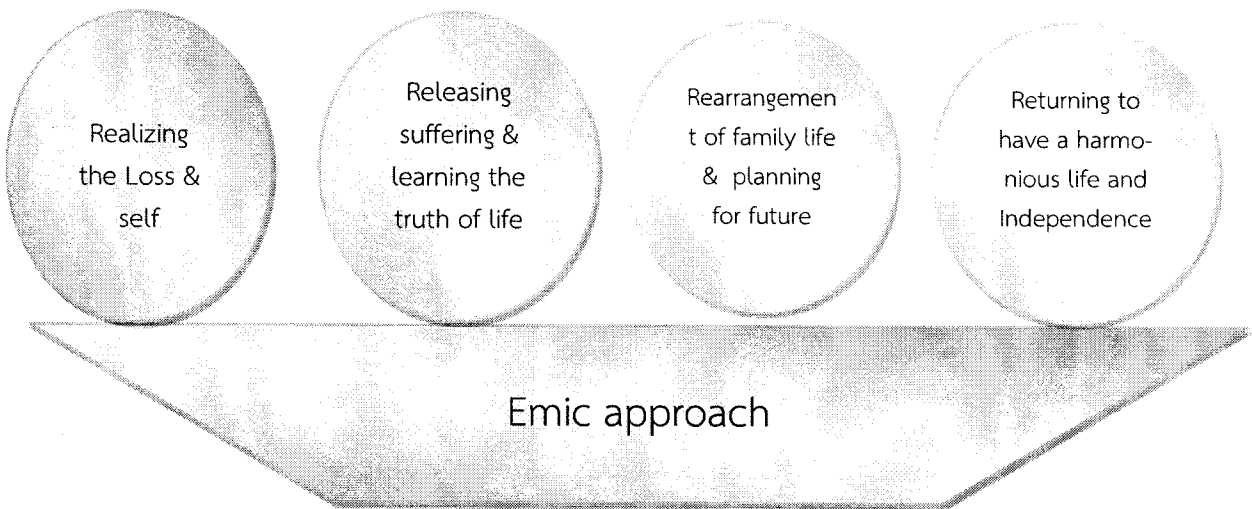 Realizing
the Loss &
self
Releasing
suffering &
learning the
truth of life
Rearrangemen
t of family life
& planning
for future
Returning to
have a harmo-
nious life and
Independence
Emic approach